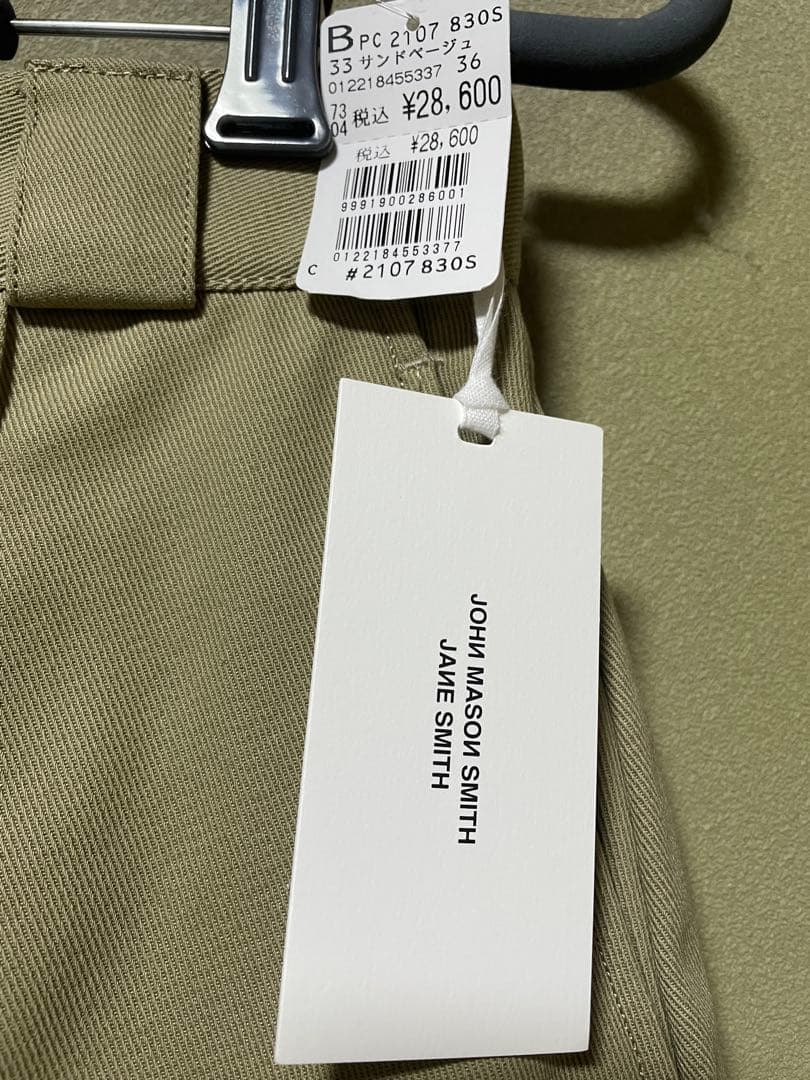 B PC 2107 830S
33 サンドベージュ
012218455337 36
73
04 税込 ¥28,600
税込 ¥28,600
9991900286001
0122184553377
C #2107 830S
JOHN MASON SMITH
JANE SMITH